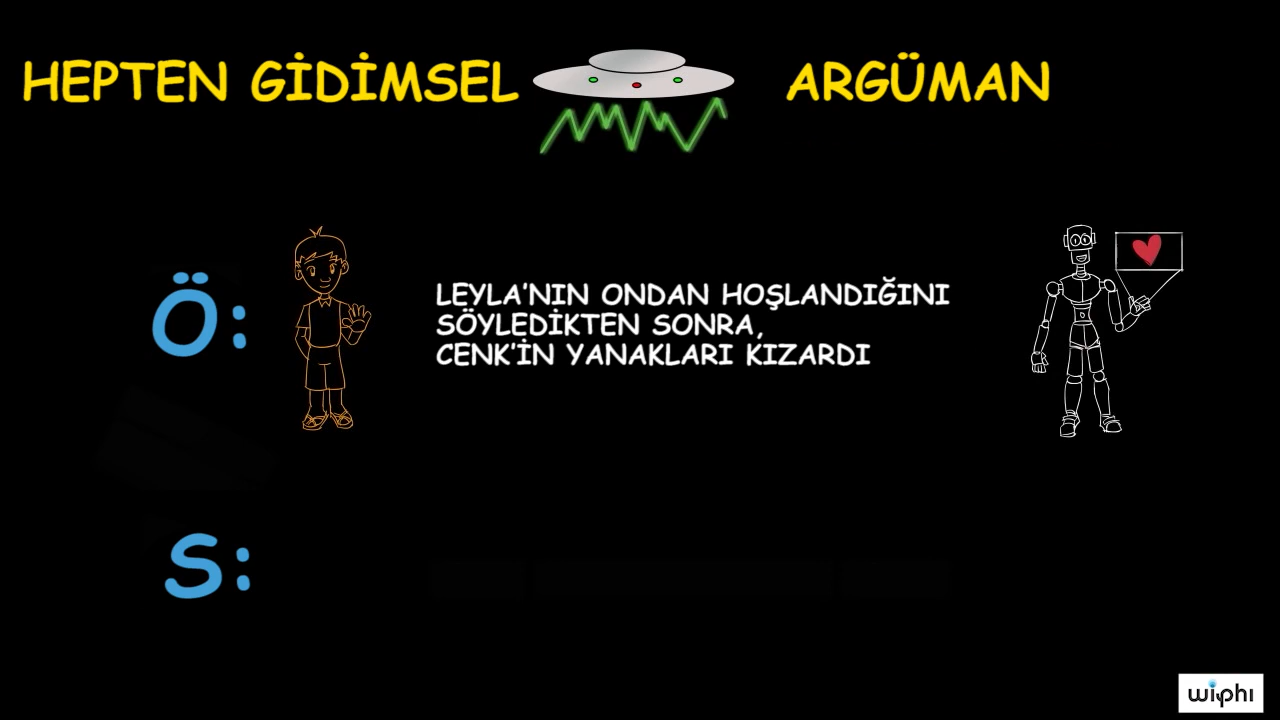 HEPTEN GİDİMSEL ARGÜMAN
Ö:
LEYLA'NIN ONDAN HOŞLANDIĞINI
SÖYLEDİKTEN SONRA,
CENK'İN YANAKLARI KIZARDI
S:
wiphi